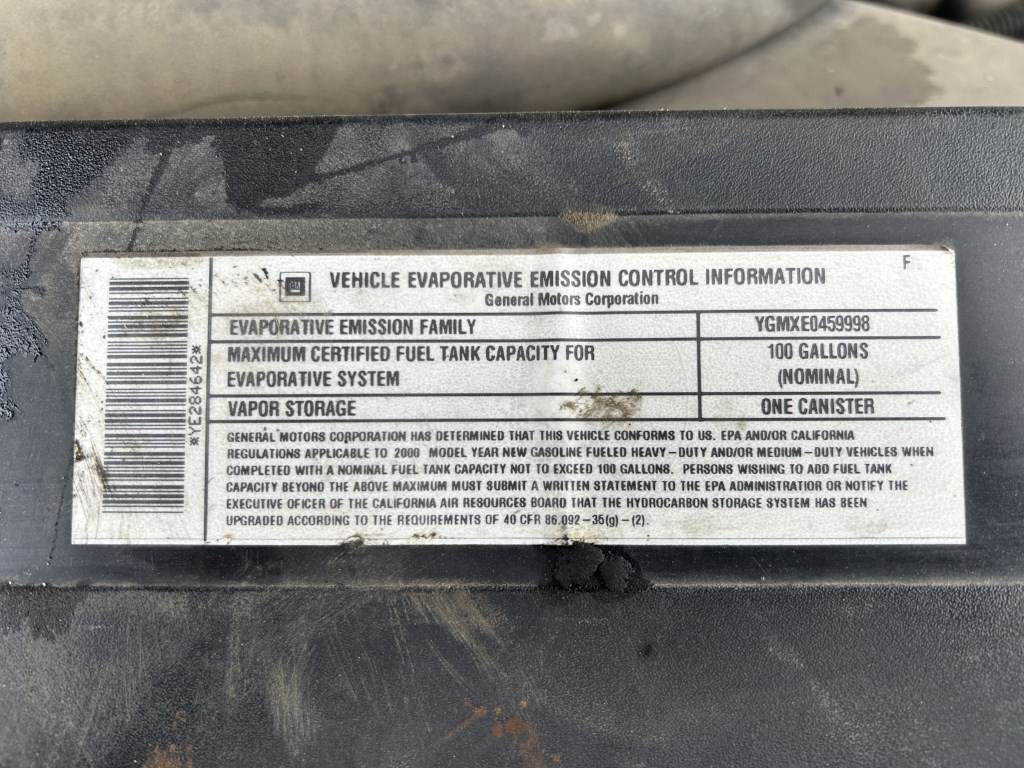 242
*YE284642*
F
GM
VEHICLE EVAPORATIVE EMISSION CONTROL INFORMATION
General Motors Corporation
EVAPORATIVE EMISSION FAMILY YGMXE0459998
MAXIMUM CERTIFIED FUEL TANK CAPACITY FOR 100 GALLONS
EVAPORATIVE SYSTEM (NOMINAL)
VAPOR STORAGE ONE CANISTER
GENERAL MOTORS CORPORATION HAS DETERMINED THAT THIS VEHICLE CONFORMS TO US. EPA AND/OR CALIFORNIA
REGULATIONS APPLICABLE TO 2000 MODEL YEAR NEW GASOLINE FUELED HEAVY-DUTY AND/OR MEDIUM-DUTY VEHICLES WHEN
COMPLETED WITH A NOMINAL FUEL TANK CAPACITY NOT TO EXCEED 100 GALLONS. PERSONS WISHING TO ADD FUEL TANK
CAPACITY BEYOND THE ABOVE MAXIMUM MUST SUBMIT A WRITTEN STATEMENT TO THE EPA ADMINISTRATIOR OR NOTIFY THE
EXECUTIVE OFICER OF THE CALIFORNIA AIR RESOURCES BOARD THAT THE HYDROCARBON STORAGE SYSTEM HAS BEEN
UPGRADED ACCORDING TO THE REQUIREMENTS OF 40 CFR 86.092-35(g)-(2).